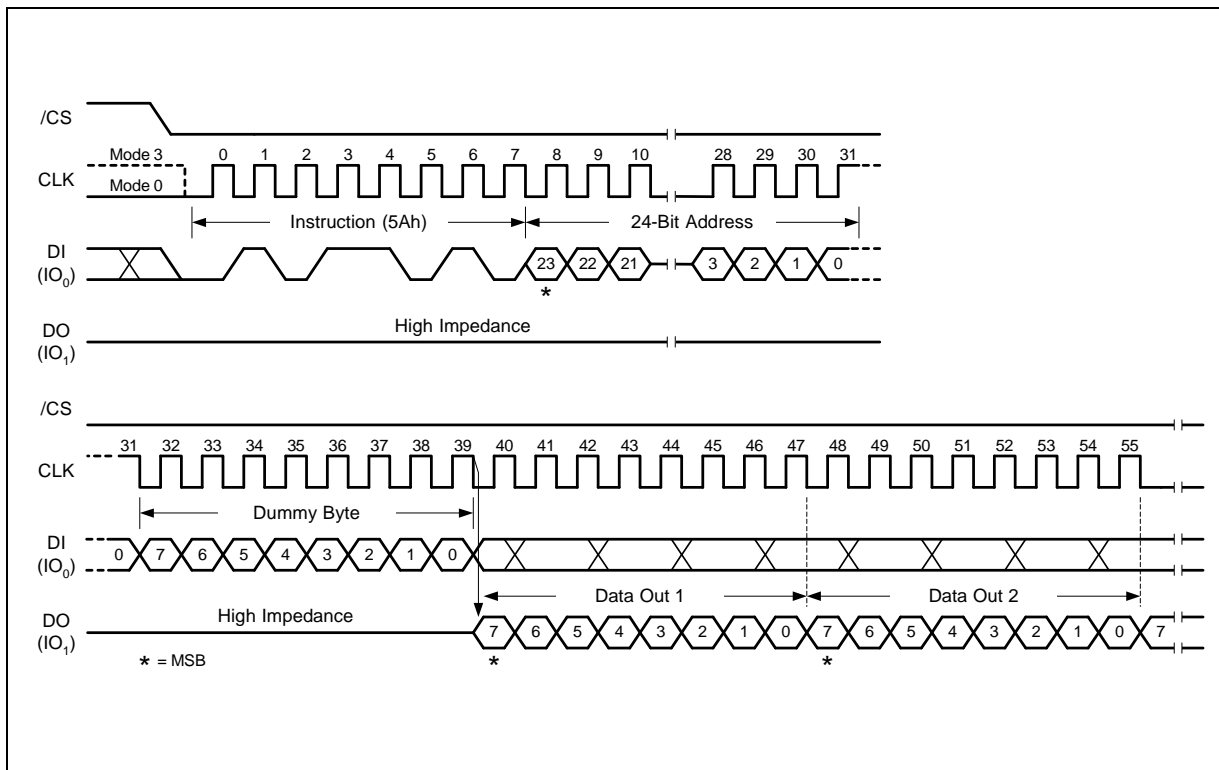 /CS
Mode 3
0 1 2 3 4 5 6 7 8 9 10 28 29 30 31
CLK
Mode 0
Instruction (5Ah)
24-Bit Address
DI
(IO0)
23 22 21 3 2 1 0
*
High Impedance
DO
(IO1)
/CS
31 32 33 34 35 36 37 38 39 40 41 42 43 44 45 46 47 48 49 50 51 52 53 54 55
CLK
Dummy Byte
DI
(IO0)
0 7 6 5 4 3 2 1 0
Data Out 1
Data Out 2
High Impedance
DO
(IO1)
7 6 5 4 3 2 1 0 7 6 5 4 3 2 1 0 7
* = MSB
* *